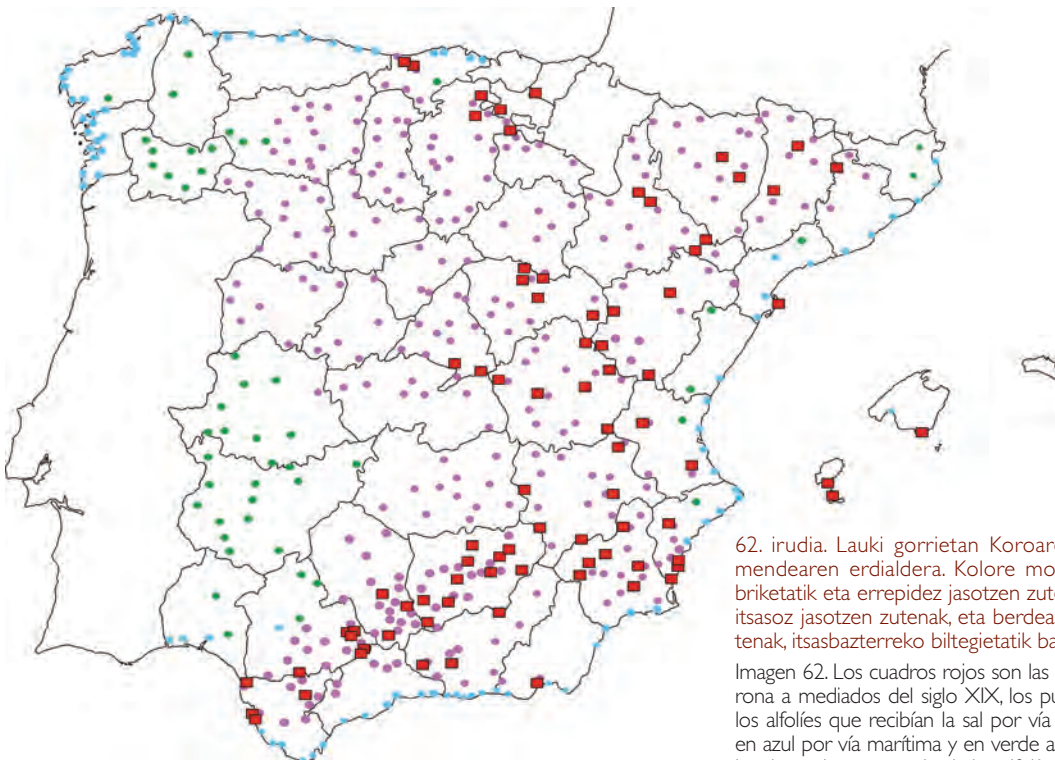 62. irudia. Lauki gorrietan Koroare
mendearen erdialdera. Kolore mo
briketatik eta errepidez jasotzen zute
itsasoz jasotzen zutenak, eta berdea
tenak, itsasbazterreko biltegietatik ba
Imagen 62. Los cuadros rojos son las
rona a mediados del siglo XIX, los pu
los alfolíes que recibían la sal por vía
en azul por vía marítima y en verde a